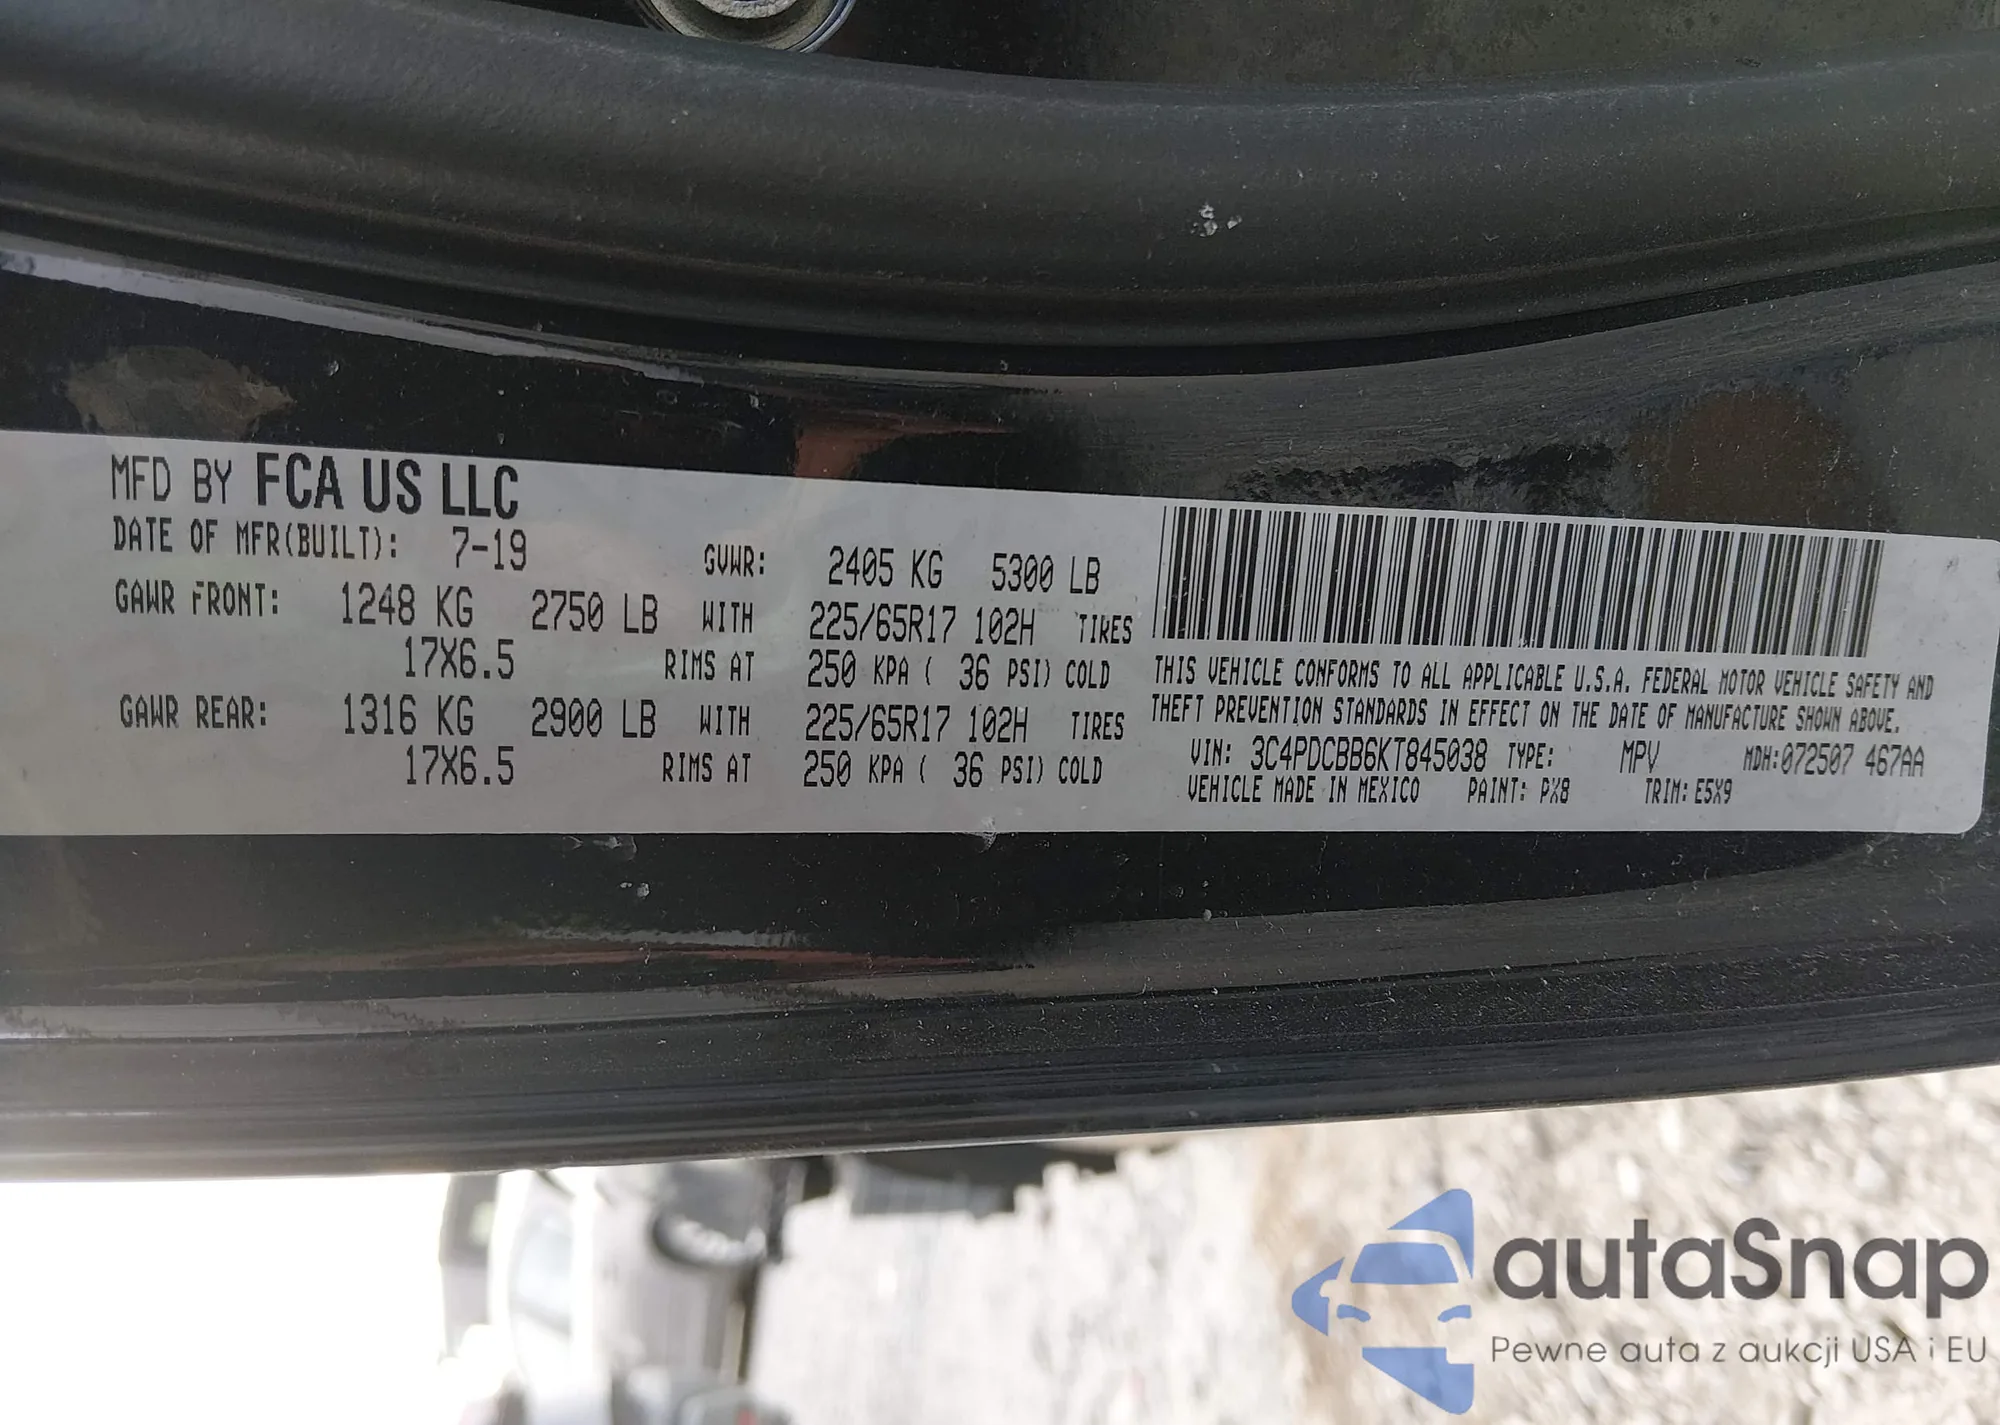 MFD BY FCA US LLC
DATE OF MFR(BUILT): 7-19 GVWR: 2405 KG 5300 LB
GAWR FRONT: 1248 KG 2750 LB WITH 225/65R17 102H TIRES
17X6.5 RIMS AT 250 KPA ( 36 PSI) COLD
GAWR REAR: 1316 KG 2900 LB WITH 225/65R17 102H TIRES
17X6.5 RIMS AT 250 KPA ( 36 PSI) COLD
THIS VEHICLE CONFORMS TO ALL APPLICABLE U.S.A. FEDERAL MOTOR VEHICLE SAFETY AND
THEFT PREVENTION STANDARDS IN EFFECT ON THE DATE OF MANUFACTURE SHOWN ABOVE.
VIN: 3C4PDCBB6KT845038 TYPE: MPV MDH:072507 467AA
VEHICLE MADE IN MEXICO PAINT: PX8 TRIM: E5X9
autaSnap
Pewne auta z aukcji USA i EU